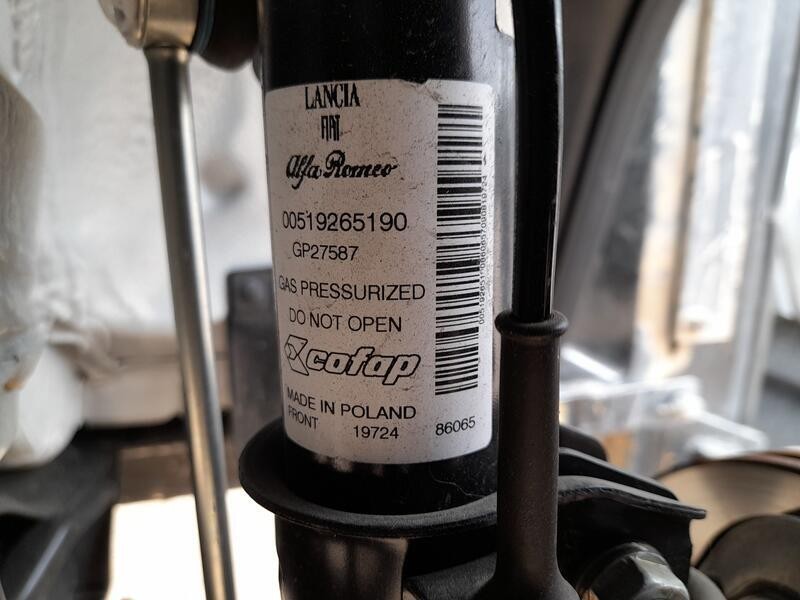 LANCIA
FIAT
Alfa Romeo
00519265190
GP27587
GAS PRESSURIZED
DO NOT OPEN
cofap
MADE IN POLAND
FRONT 19724 86065